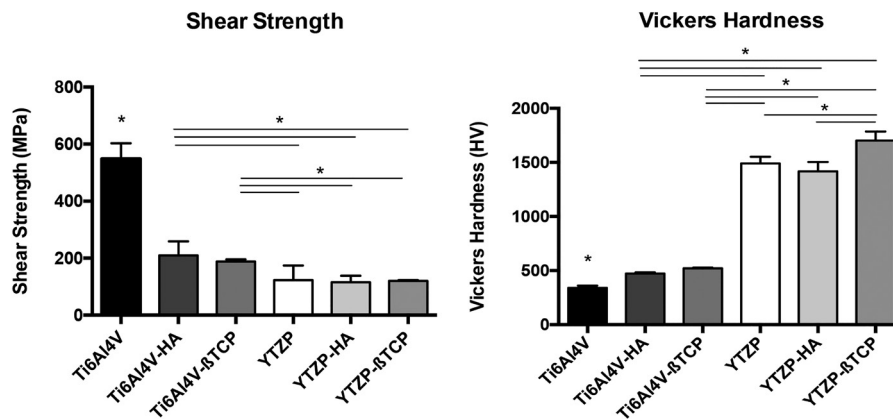 Shear Strength
Shear Strength (MPa)
800
600
400
200
0
*
*
*
Ti6Al4V
Ti6Al4V-HA
Ti6Al4V-ßTCP
YTZP
YTZP-HA
YTZP-ßTCP
Vickers Hardness
Vickers Hardness (HV)
2000
1500
1000
500
0
*
*
*
*
Ti6Al4V
Ti6Al4V-HA
Ti6Al4V-ßTCP
YTZP
YTZP-HA
YTZP-ßTCP